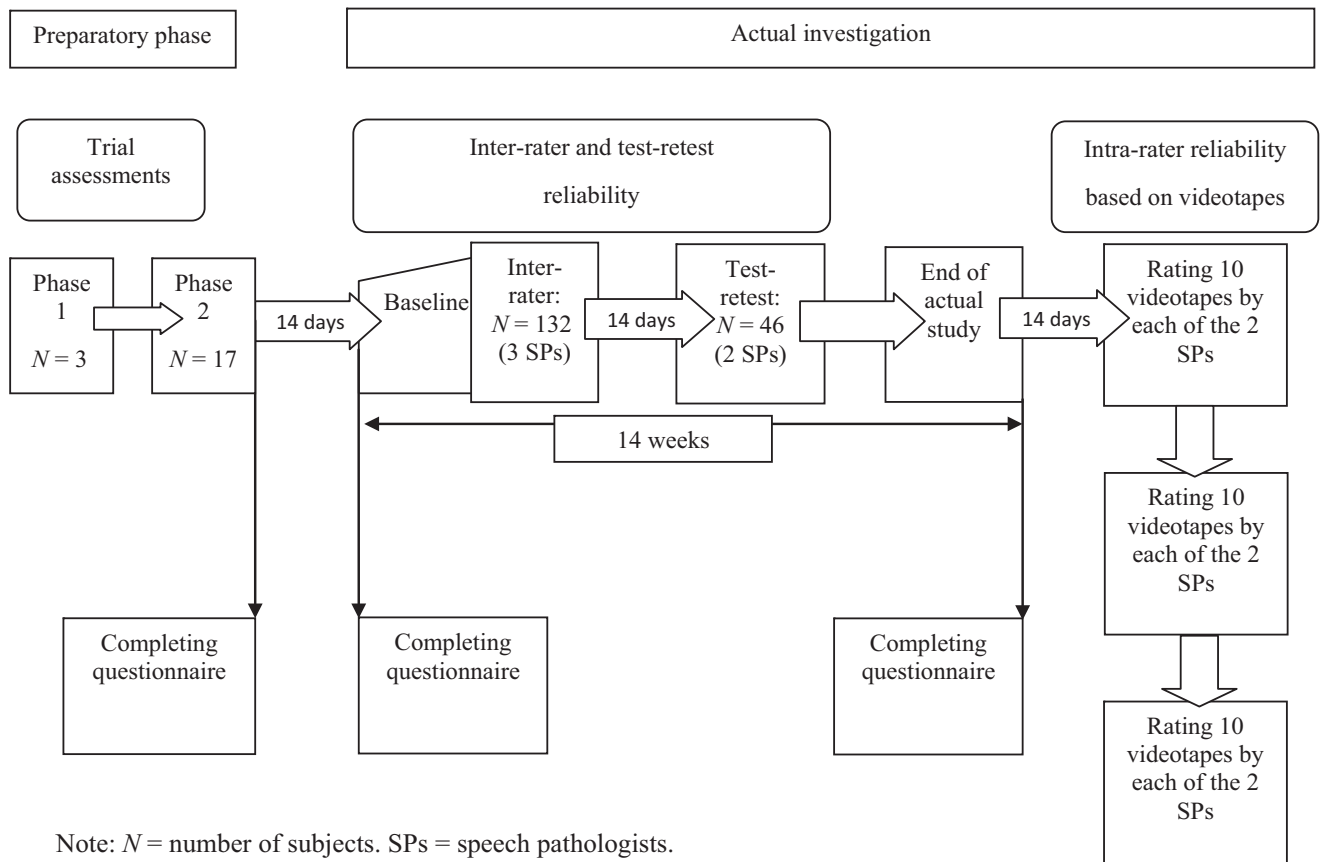 Preparatory phase
Actual investigation
Trial
assessments
Inter-rater and test-retest
reliability
Intra-rater reliability
based on videotapes
Phase
1
N = 3
Phase
2
N = 17
14 days
Baseline
Inter-
rater:
N = 132
(3 SPs)
14 days
Test-
retest:
N = 46
(2 SPs)
End of
actual
study
14 days
Rating 10
videotapes by
each of the 2
SPs
14 weeks
Rating 10
videotapes by
each of the 2
SPs
Completing
questionnaire
Completing
questionnaire
Completing
questionnaire
Rating 10
videotapes by
each of the 2
SPs
Note: N = number of subjects. SPs = speech pathologists.